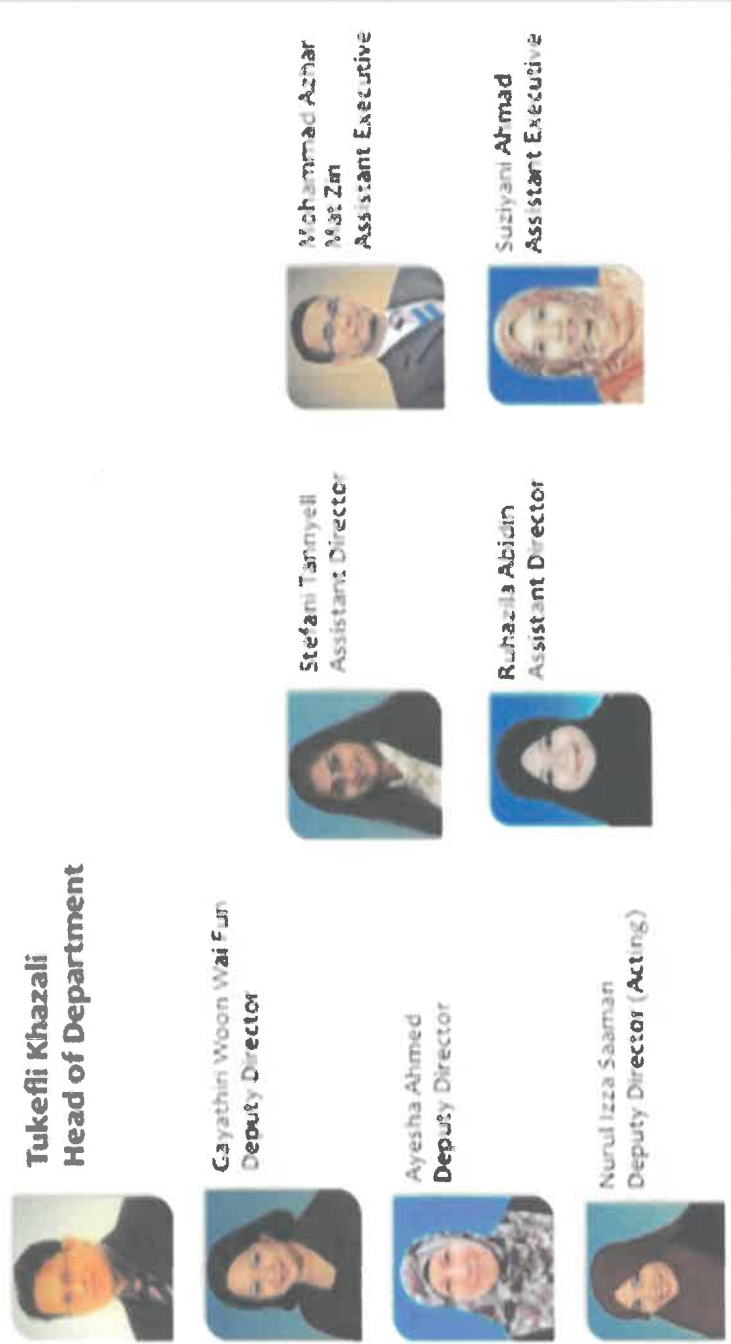 Tukefli Khazali
Head of Department
Gayathiri Woon Wai Fun
Deputy Director
Ayesha Ahmed
Deputy Director
Nurul Izza Saaman
Deputy Director (Acting)
Stefani Tannyell
Assistant Director
Ruhazila Abidin
Assistant Director
Mohammad Azhar
Mat Zin
Assistant Executive
Suziyani Ahmad
Assistant Executive